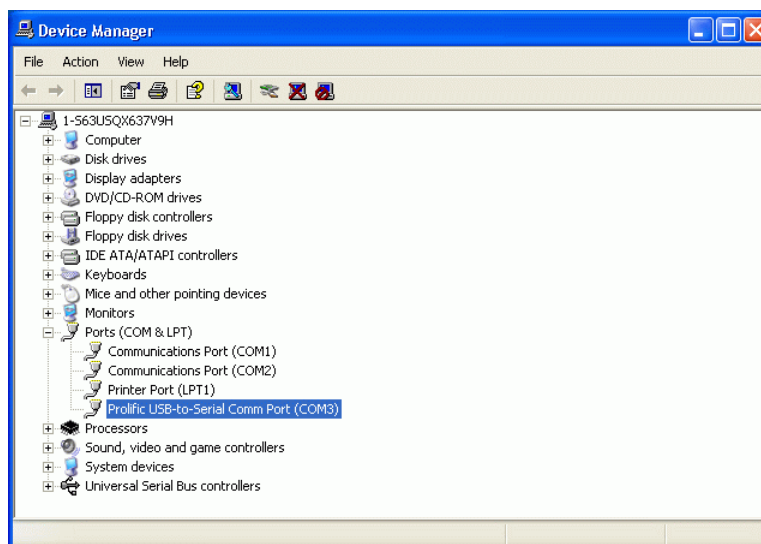 Device Manager
File Action View Help
1-S63USQX637V9H
Computer
Disk drives
Display adapters
DVD/CD-ROM drives
Floppy disk controllers
Floppy disk drives
IDE ATA/ATAPI controllers
Keyboards
Mice and other pointing devices
Monitors
Ports (COM & LPT)
Communications Port (COM1)
Communications Port (COM2)
Printer Port (LPT1)
Prolific USB-to-Serial Comm Port (COM3)
Processors
Sound, video and game controllers
System devices
Universal Serial Bus controllers